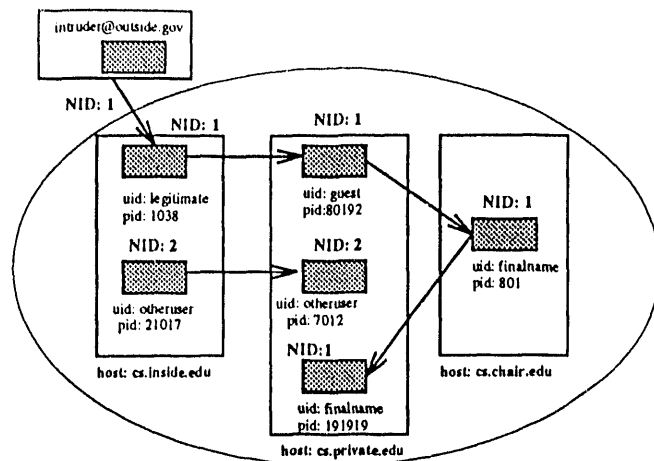 intruder@outside.gov
NID: 1
NID: 1
uid: legitimate
pid: 1038
NID: 2
uid: otheruser
pid: 21017
host: cs.inside.edu
NID: 1
uid: guest
pid:80192
NID: 2
uid: otheruser
pid: 7012
NID:1
uid: finalname
pid: 191919
host: cs.private.edu
NID: 1
uid: finalname
pid: 801
host: cs.chair.edu